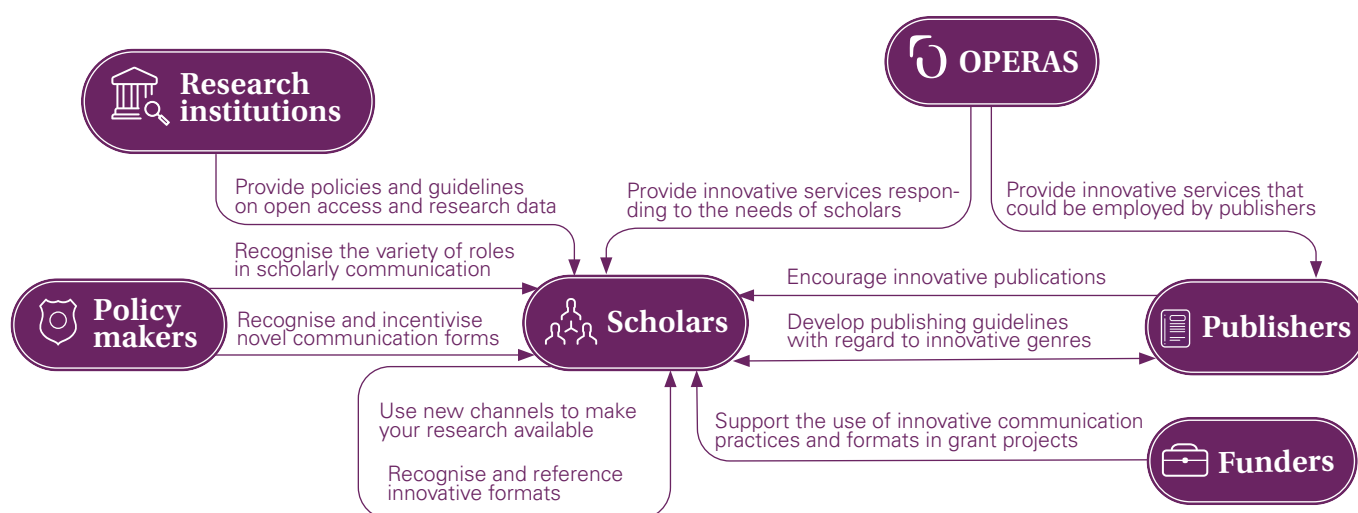 Research
institutions
OPERAS
Provide policies and guidelines
on open access and research data
Provide innovative services respon-
ding to the needs of scholars
Provide innovative services that
could be employed by publishers
Recognise the variety of roles
in scholarly communication
Encourage innovative publications
Policy
makers
Scholars
Publishers
Recognise and incentivise
novel communication forms
Develop publishing guidelines
with regard to innovative genres
Use new channels to make
your research available
Support the use of innovative communication
practices and formats in grant projects
Funders
Recognise and reference
innovative formats